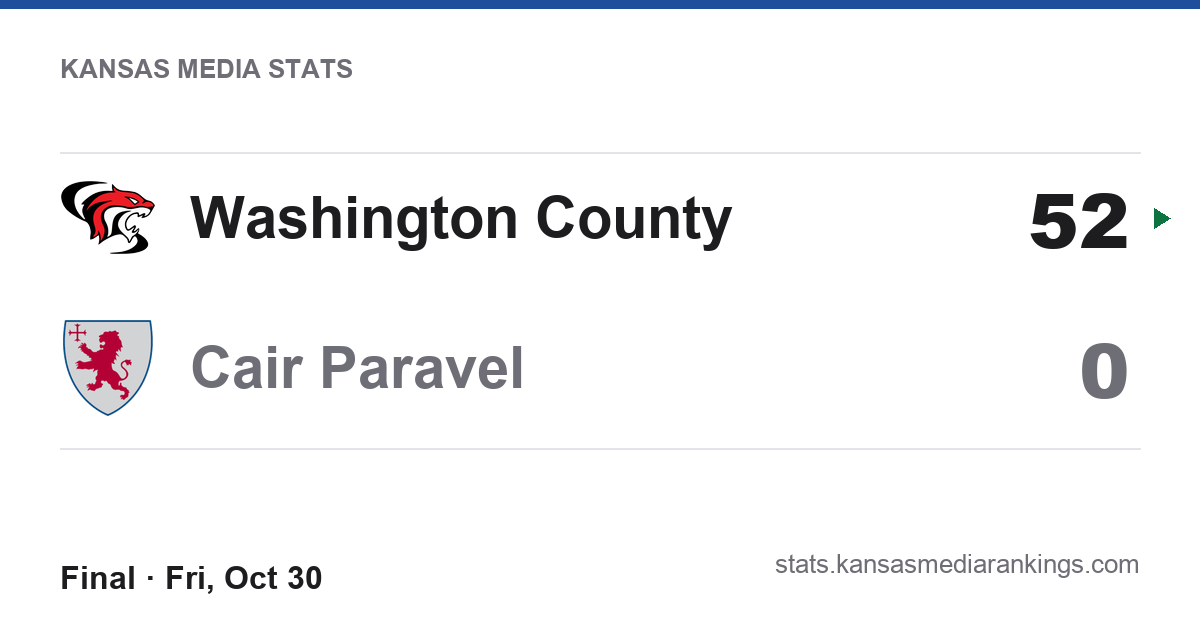 KANSAS MEDIA STATS
Washington County 52
Cair Paravel 0
Final · Fri, Oct 30
stats.kansasmediarankings.com